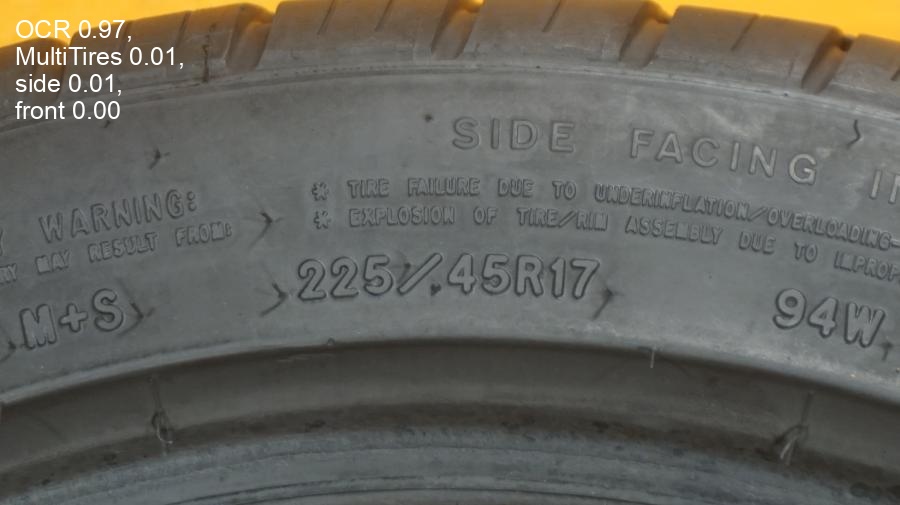 OCR 0.97,
MultiTires 0.01,
side 0.01,
front 0.00
SIDE FACING
WARNING:
MAY RESULT FROM:
* TIRE FAILURE DUE TO UNDERINFLATION/OVERLOADING-
* EXPLOSION OF TIRE/RIM ASSEMBLY DUE TO
M+S
225/45R17
94W